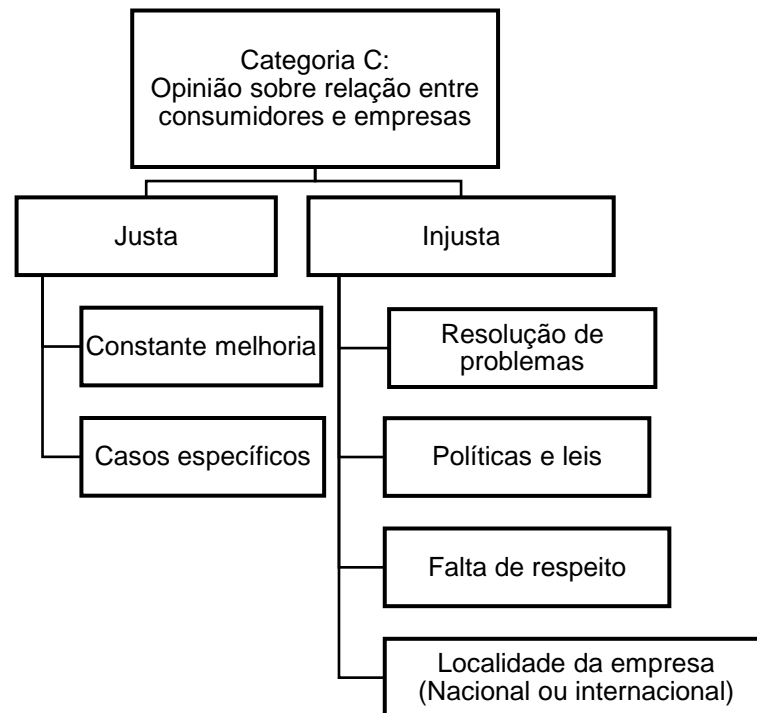 Categoria C:
Opinião sobre relação entre
consumidores e empresas
Justa
Injusta
Constante melhoria
Casos específicos
Resolução de
problemas
Políticas e leis
Falta de respeito
Localidade da empresa
(Nacional ou internacional)